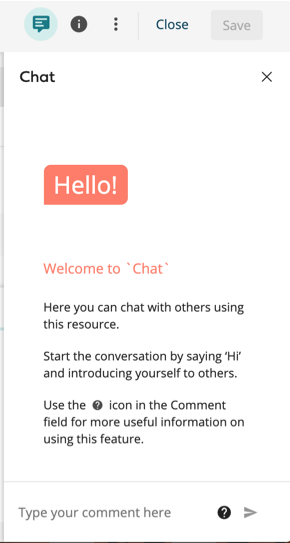 Close
Save
Chat
Hello!
Welcome to `Chat`
Here you can chat with others using
this resource.
Start the conversation by saying ‘Hi’
and introducing yourself to others.
Use the ? icon in the Comment
field for more useful information on
using this feature.
Type your comment here